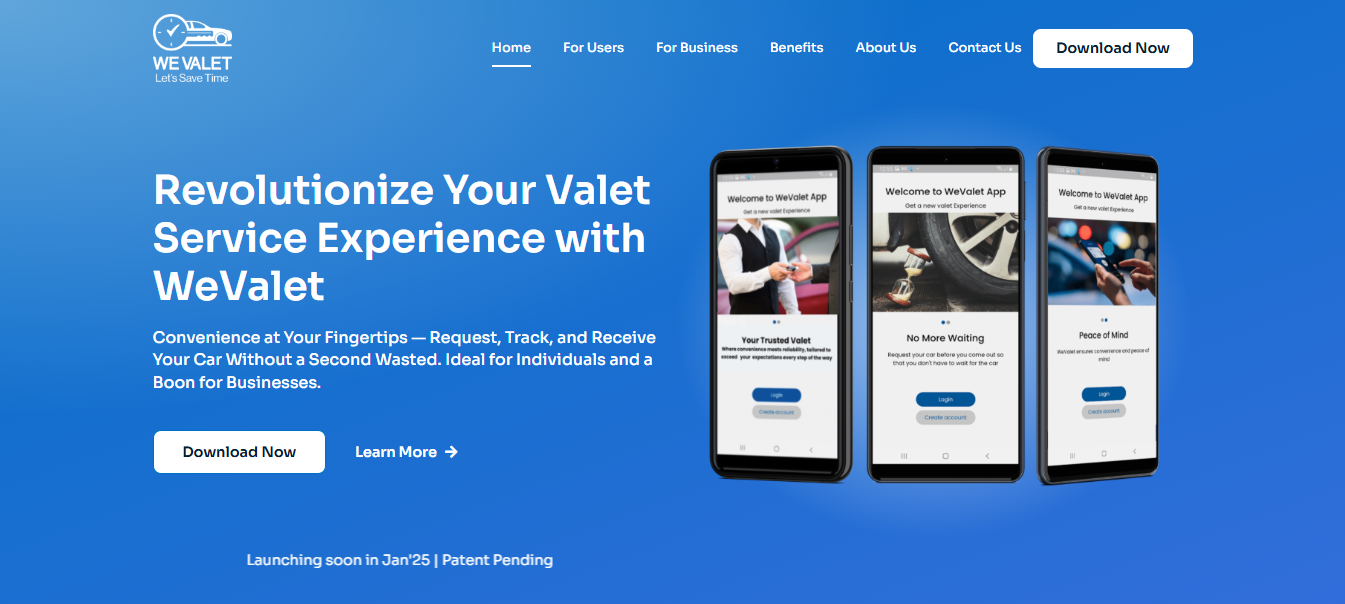 WE VALET
Let's Save Time
Home
For Users
For Business
Benefits
About Us
Contact Us
Download Now
Revolutionize Your Valet
Service Experience with
WeValet
Convenience at Your Fingertips — Request, Track, and Receive
Your Car Without a Second Wasted. Ideal for Individuals and a
Boon for Businesses.
Download Now
Learn More
Launching soon in Jan'25 | Patent Pending
Welcome to WeValet App
Get a new valet Experience
Your Trusted Valet
Where convenience meets reliability, tailored to
exceed your expectations every step of the way
Login
Create account
Welcome to WeValet App
Get a new valet Experience
No More Waiting
Request your car before you come out so
that you don't have to wait for the car
Login
Create account
Welcome to WeValet App
Get a new valet Experience
Peace of Mind
WeValet ensures convenience and peace of
mind
Login
Create account